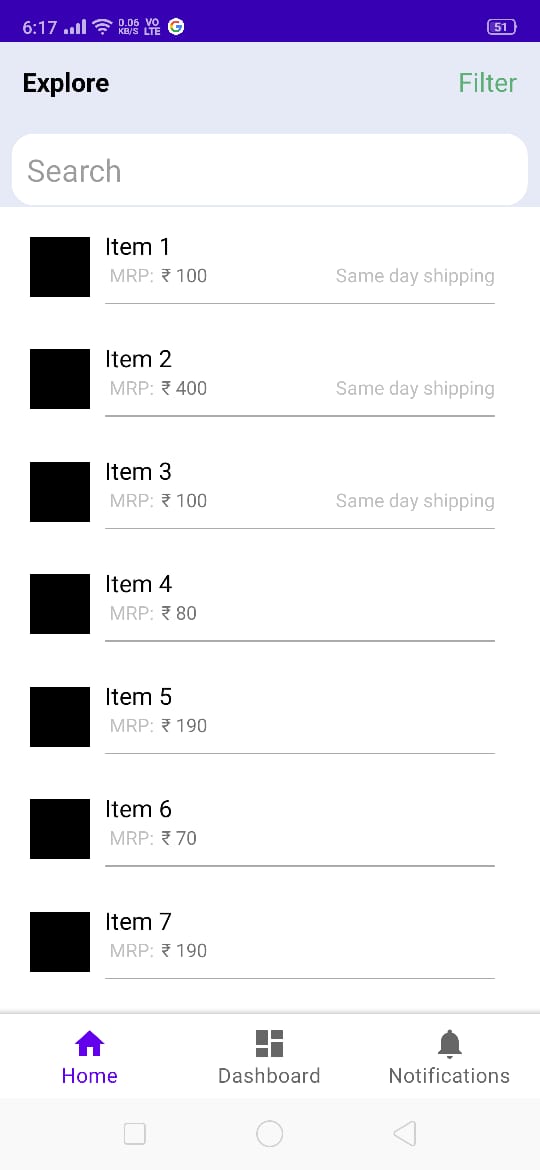 6:17 0.06 KB/S VO LTE G 51
Explore Filter
Search
Item 1
MRP: ₹ 100 Same day shipping
Item 2
MRP: ₹ 400 Same day shipping
Item 3
MRP: ₹ 100 Same day shipping
Item 4
MRP: ₹ 80
Item 5
MRP: ₹ 190
Item 6
MRP: ₹ 70
Item 7
MRP: ₹ 190
Home Dashboard Notifications